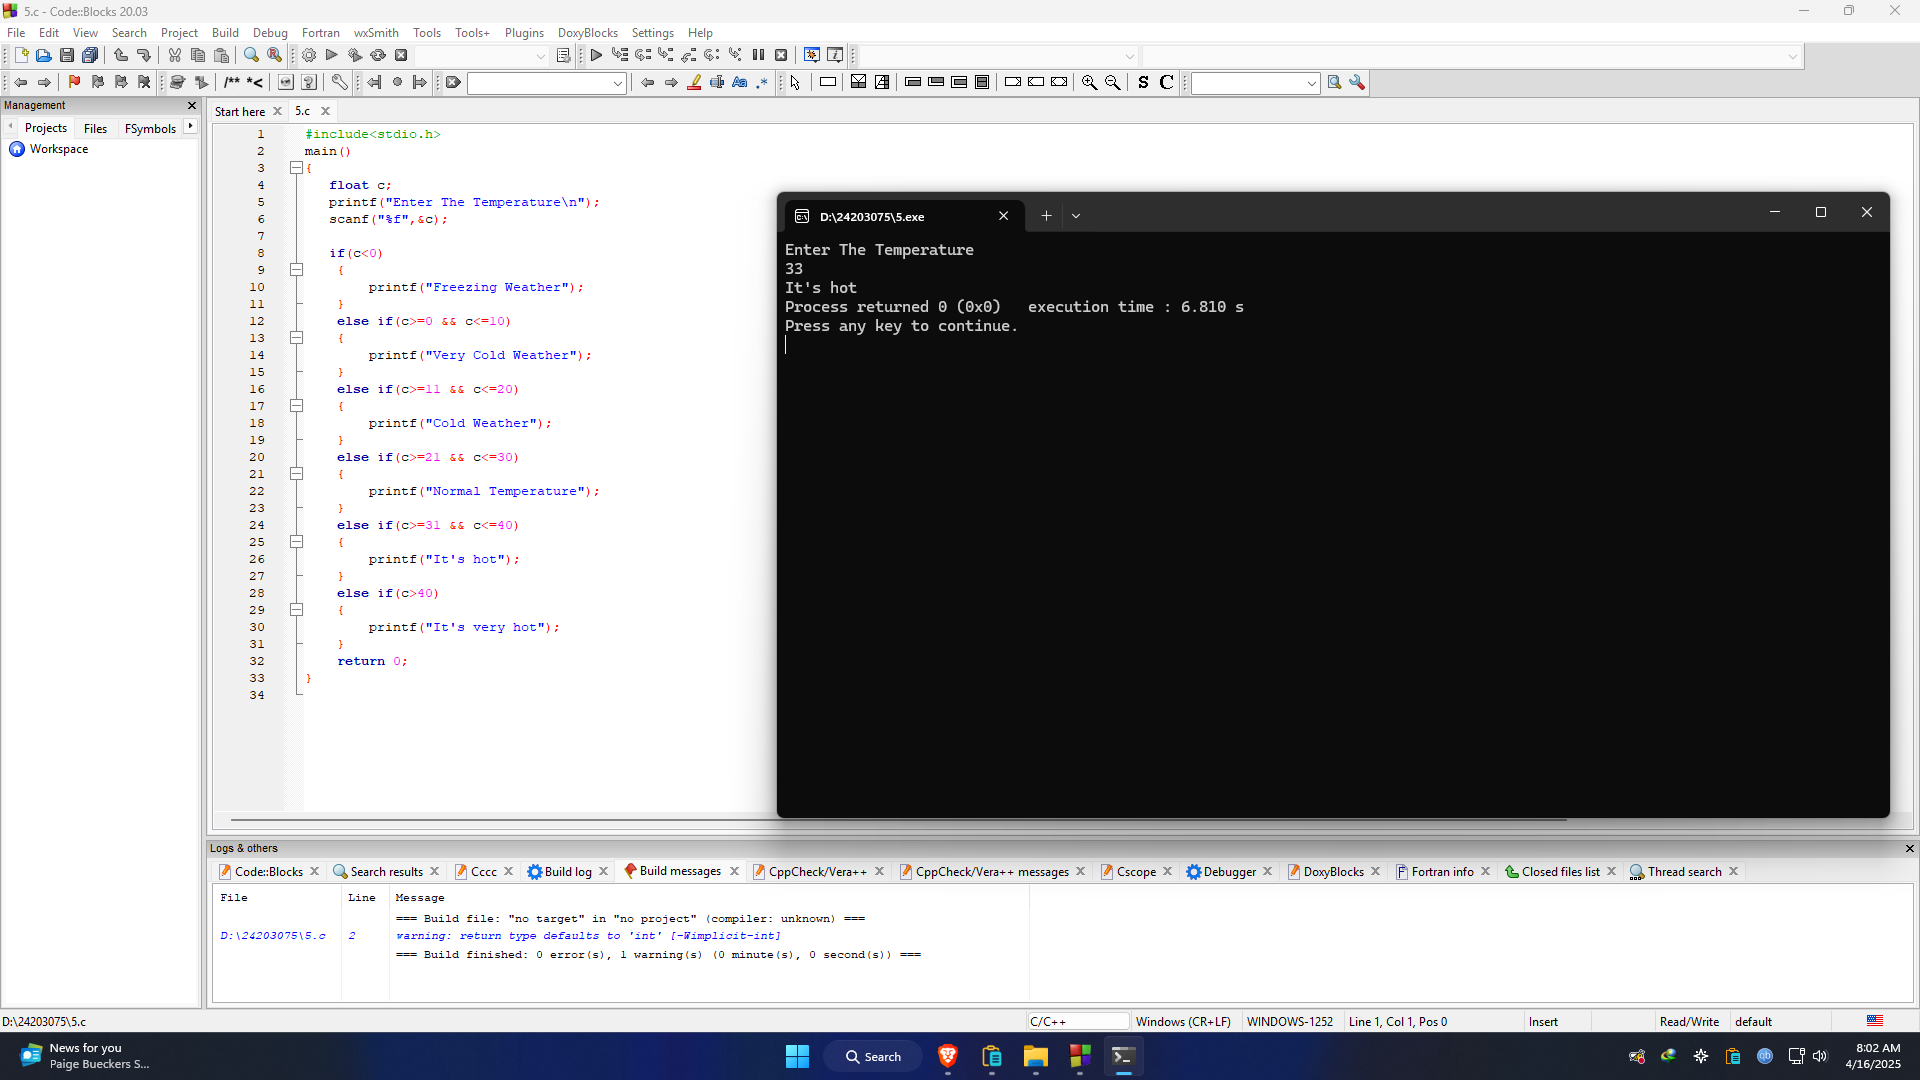 5.c - Code::Blocks 20.03
File Edit View Search Project Build Debug Fortran wxSmith Tools Tools+ Plugins DoxyBlocks Settings Help
/** *< Aa .* S C
Management
Start here 5.c
Projects Files FSymbols
Workspace
1 #include<stdio.h>
2 main()
3 {
4 float c;
5 printf("Enter The Temperature\n");
6 scanf("%f",&c);
7
8 if(c<0)
9 {
10 printf("Freezing Weather");
11 }
12 else if(c>=0 && c<=10)
13 {
14 printf("Very Cold Weather");
15 }
16 else if(c>=11 && c<=20)
17 {
18 printf("Cold Weather");
19 }
20 else if(c>=21 && c<=30)
21 {
22 printf("Normal Temperature");
23 }
24 else if(c>=31 && c<=40)
25 {
26 printf("It's hot");
27 }
28 else if(c>40)
29 {
30 printf("It's very hot");
31 }
32 return 0;
33 }
34
D:\24203075\5.exe
Enter The Temperature
33
It's hot
Process returned 0 (0x0)   execution time : 6.810 s
Press any key to continue.
Logs & others
Code::Blocks Search results Cccc Build log Build messages CppCheck/Vera++ CppCheck/Vera++ messages Cscope Debugger DoxyBlocks Fortran info Closed files list Thread search
File Line Message
=== Build file: "no target" in "no project" (compiler: unknown) ===
D:\24203075\5.c 2 warning: return type defaults to 'int' [-Wimplicit-int]
=== Build finished: 0 error(s), 1 warning(s) (0 minute(s), 0 second(s)) ===
D:\24203075\5.c C/C++ Windows (CR+LF) WINDOWS-1252 Line 1, Col 1, Pos 0 Insert Read/Write default
News for you
Paige Bueckers S...
Search
qb
8:02 AM
4/16/2025